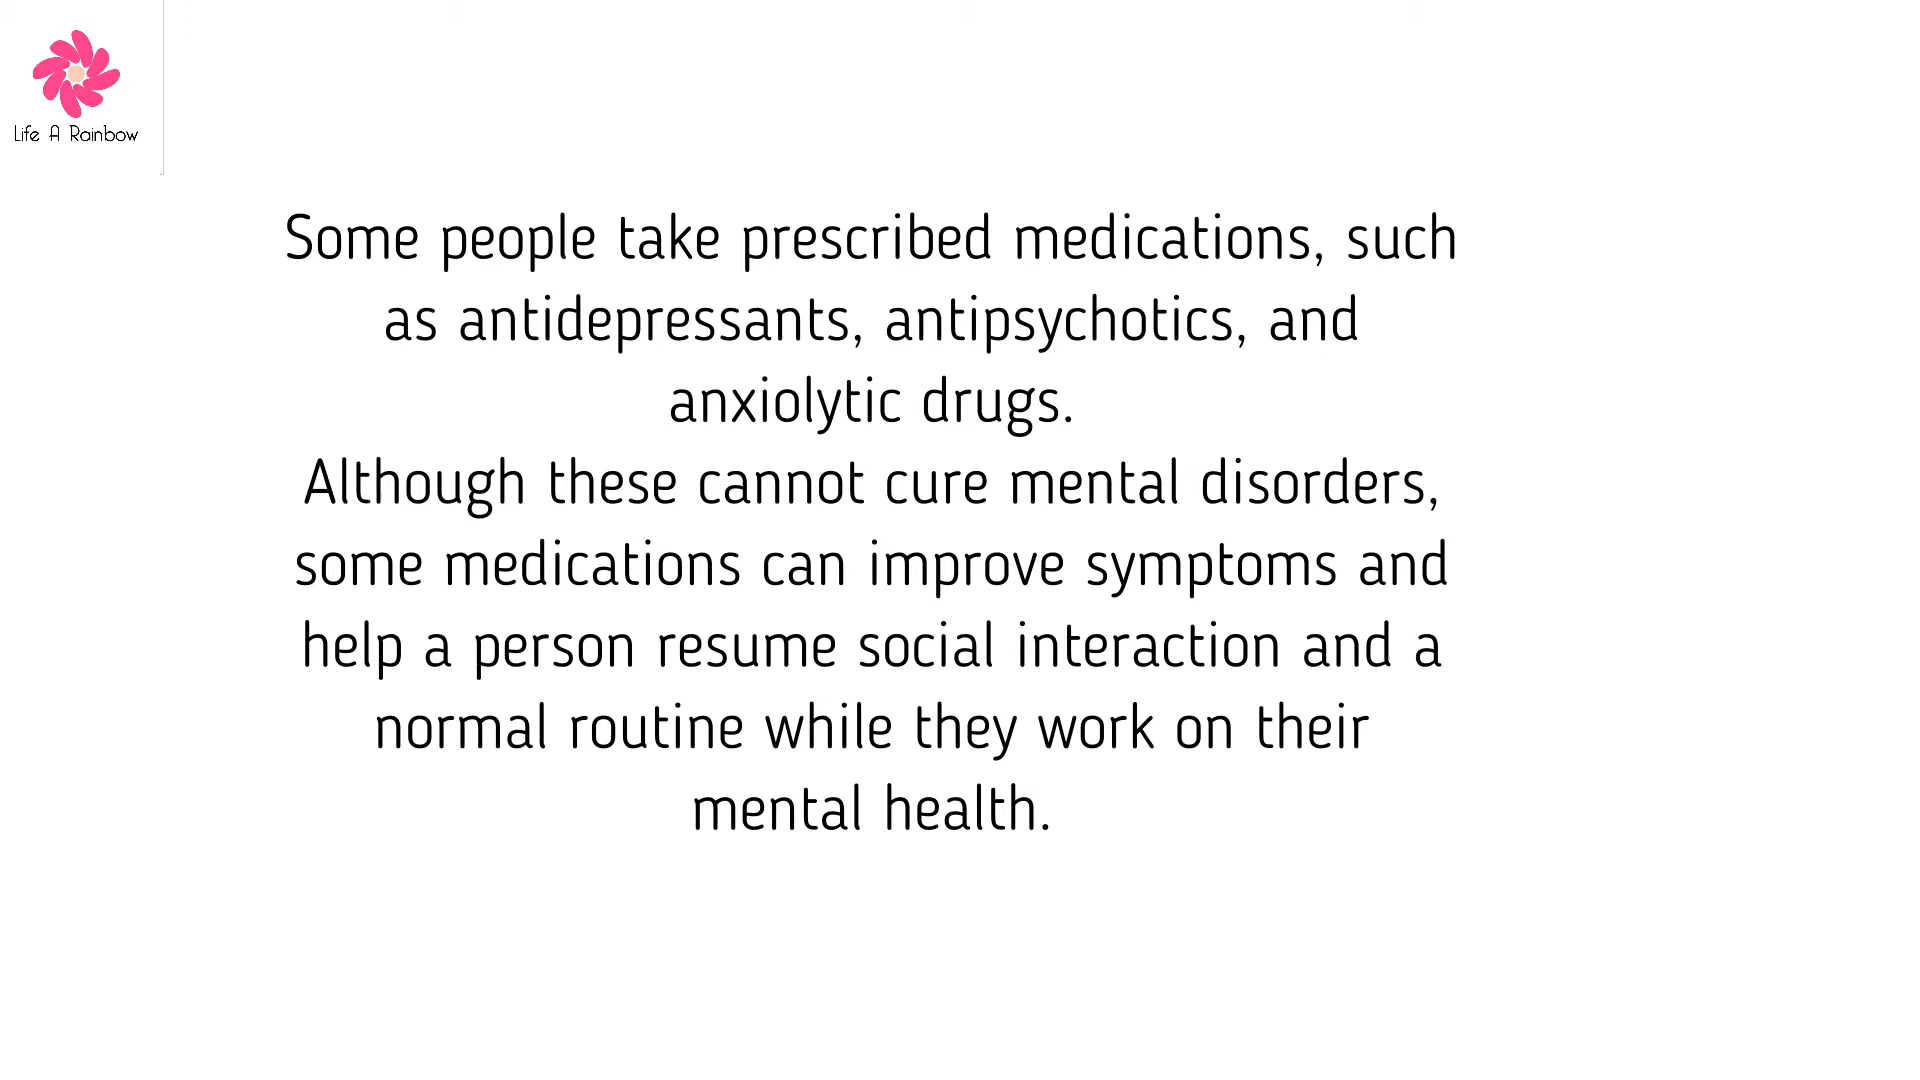 Life A Rainbow
Some people take prescribed medications, such
as antidepressants, antipsychotics, and
anxiolytic drugs.
Although these cannot cure mental disorders,
some medications can improve symptoms and
help a person resume social interaction and a
normal routine while they work on their
mental health.